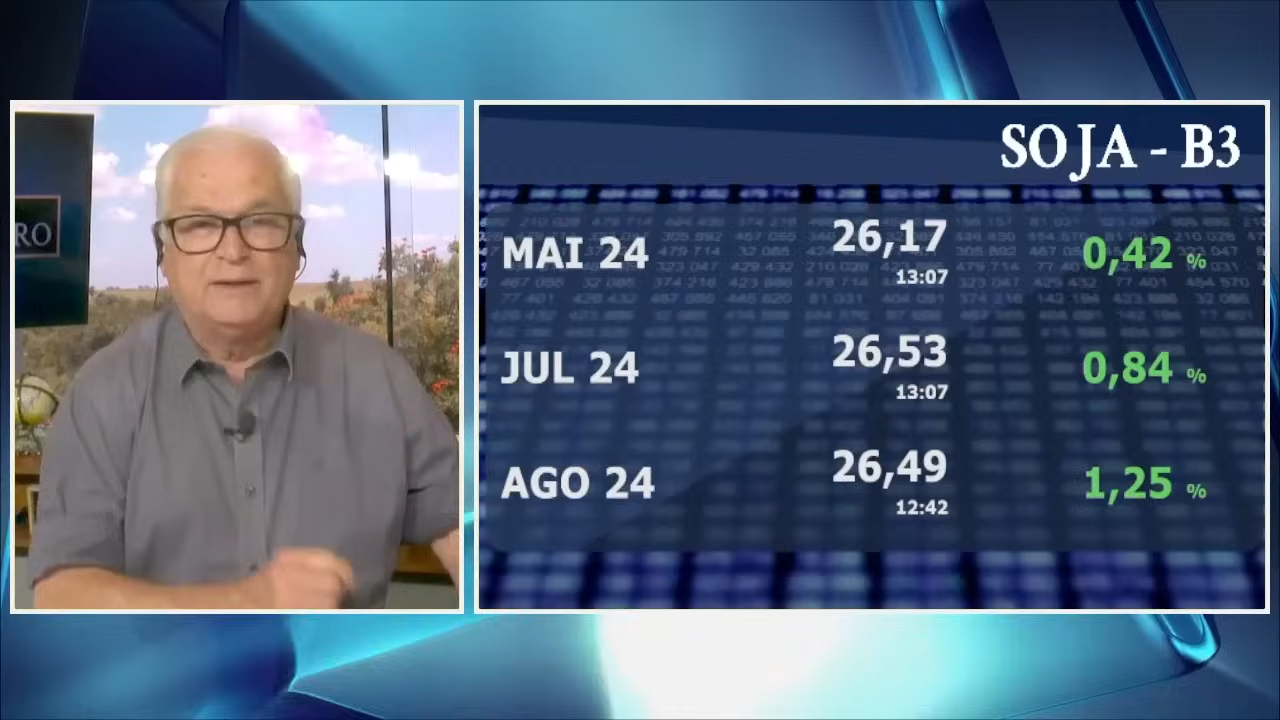 RO
SOJA - B3
MAI 24 26,17 0,42 %
13:07
JUL 24 26,53 0,84 %
13:07
AGO 24 26,49 1,25 %
12:42